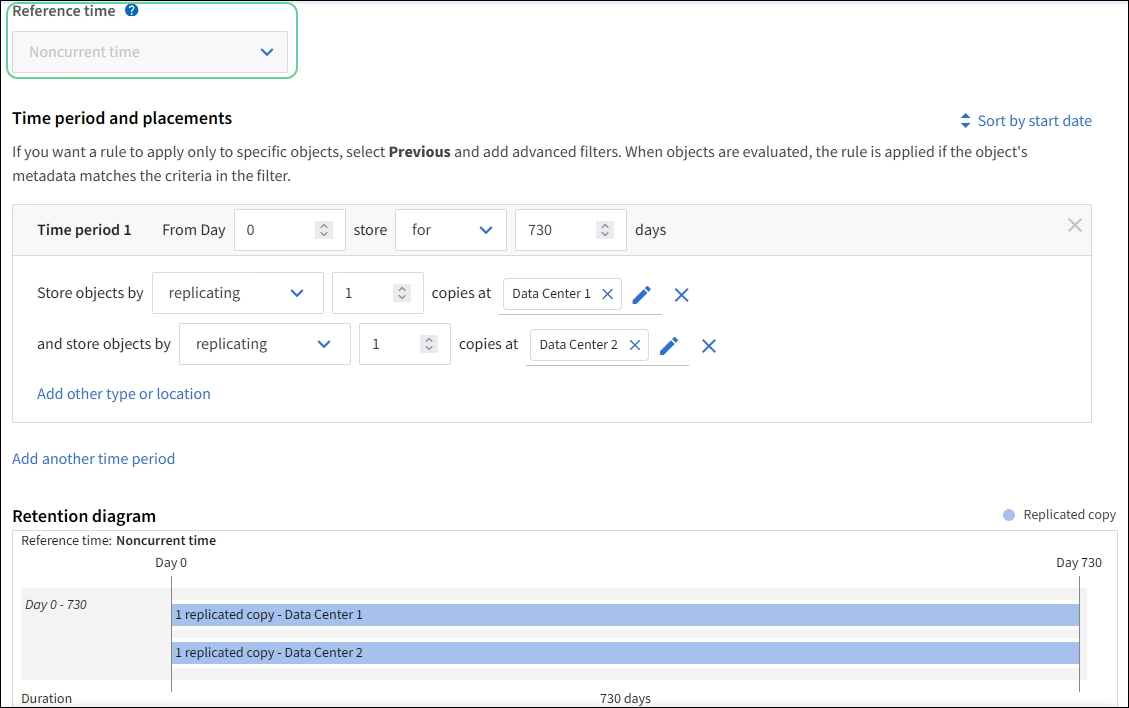 Reference time ?
Noncurrent time
Time period and placements
Sort by start date
If you want a rule to apply only to specific objects, select Previous and add advanced filters. When objects are evaluated, the rule is applied if the object's
metadata matches the criteria in the filter.
Time period 1 From Day 0 store for 730 days
Store objects by replicating 1 copies at Data Center 1
and store objects by replicating 1 copies at Data Center 2
Add other type or location
Add another time period
Retention diagram
Replicated copy
Reference time: Noncurrent time
Day 0 Day 730
Day 0 - 730
1 replicated copy - Data Center 1
1 replicated copy - Data Center 2
Duration 730 days